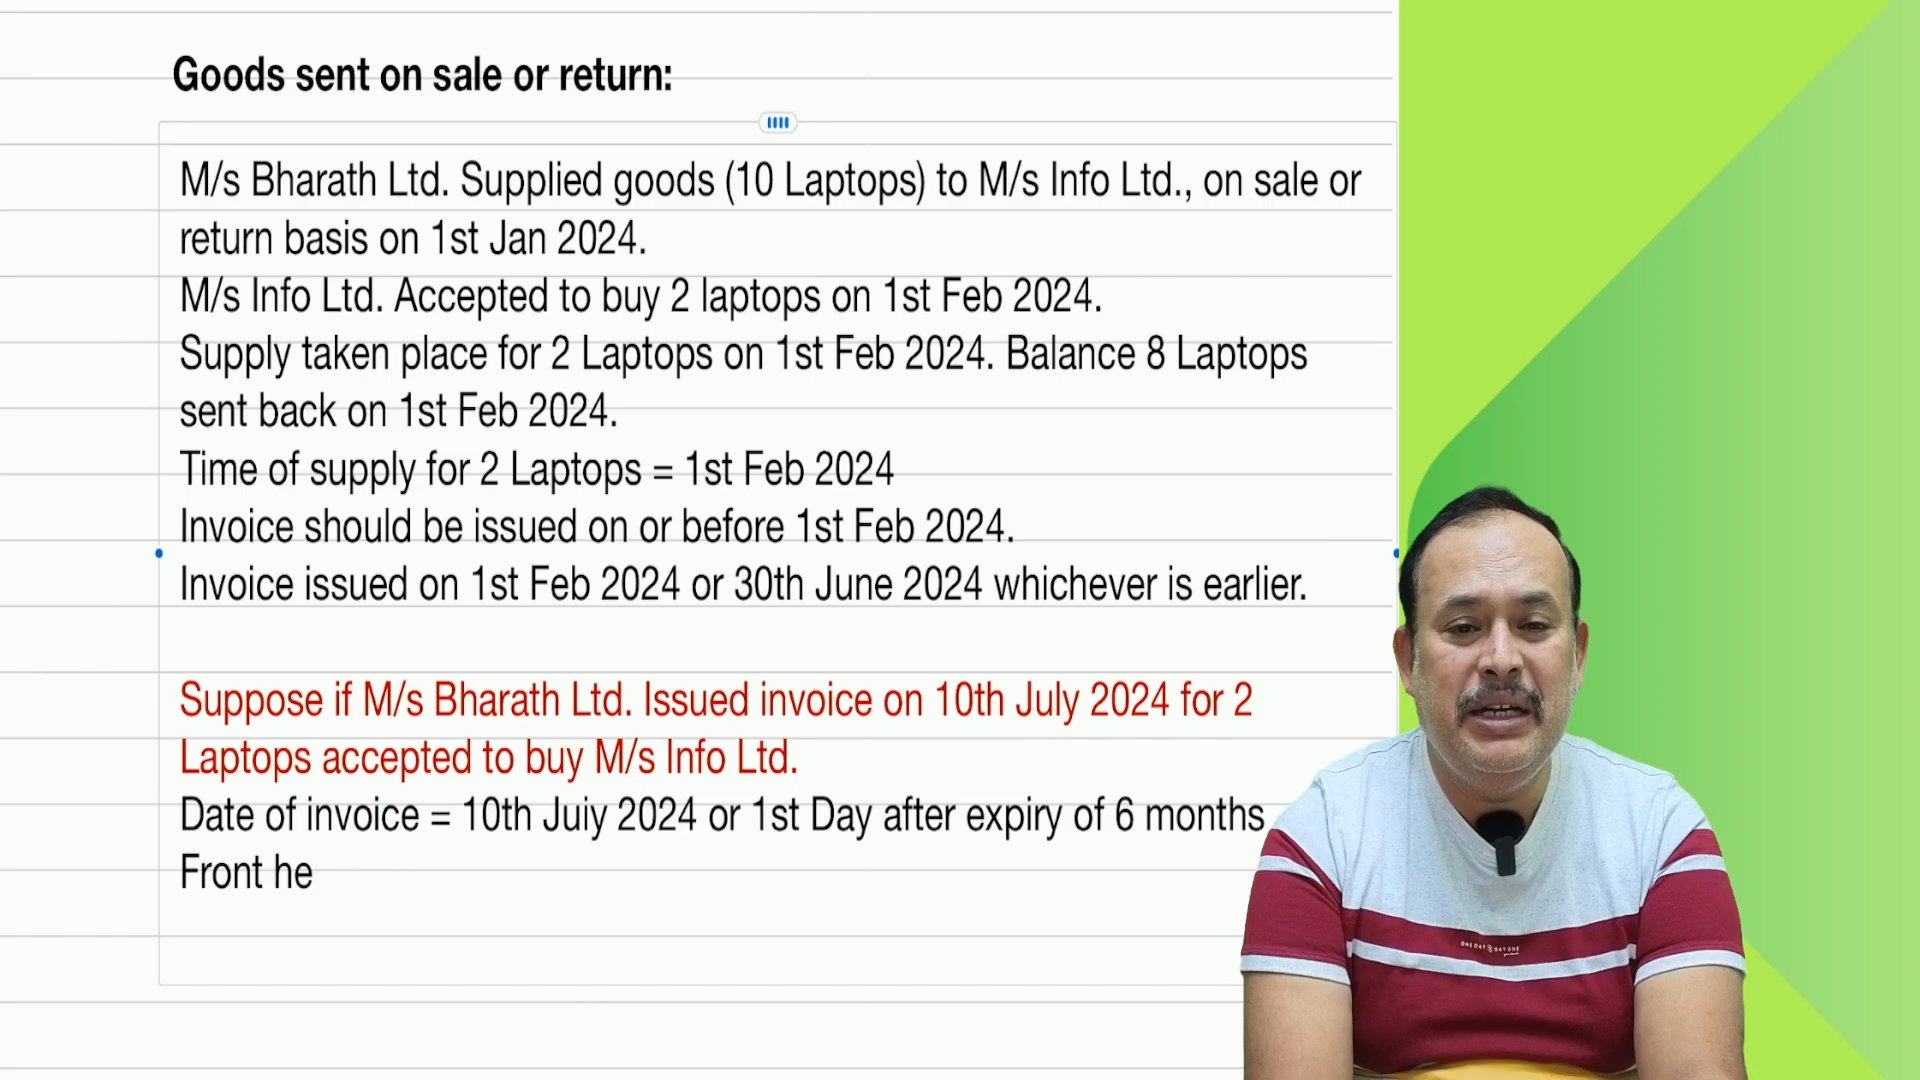 Goods sent on sale or return:
M/s Bharath Ltd. Supplied goods (10 Laptops) to M/s Info Ltd., on sale or
return basis on 1st Jan 2024.
M/s Info Ltd. Accepted to buy 2 laptops on 1st Feb 2024.
Supply taken place for 2 Laptops on 1st Feb 2024. Balance 8 Laptops
sent back on 1st Feb 2024.
Time of supply for 2 Laptops = 1st Feb 2024
Invoice should be issued on or before 1st Feb 2024.
Invoice issued on 1st Feb 2024 or 30th June 2024 whichever is earlier.
Suppose if M/s Bharath Ltd. Issued invoice on 10th July 2024 for 2
Laptops accepted to buy M/s Info Ltd.
Date of invoice = 10th Juiy 2024 or 1st Day after expiry of 6 months
Front he
ONE DAY DAY ONE